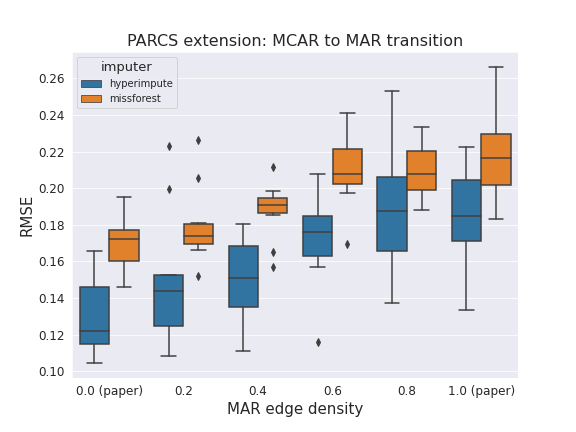 PARCS extension: MCAR to MAR transition
imputer
hyperimpute
missforest
0.26
0.24
0.22
0.20
0.18
0.16
0.14
0.12
0.10
RMSE
0.0 (paper) 0.2 0.4 0.6 0.8 1.0 (paper)
MAR edge density